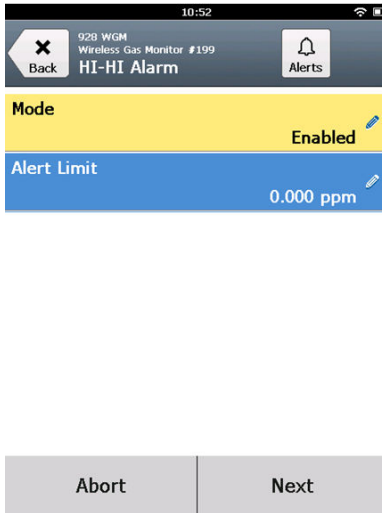 10:52
928 WGM
Wireless Gas Monitor #199
HI-HI Alarm
Back
Alerts
Mode
Enabled
Alert Limit
0.000 ppm
Abort
Next